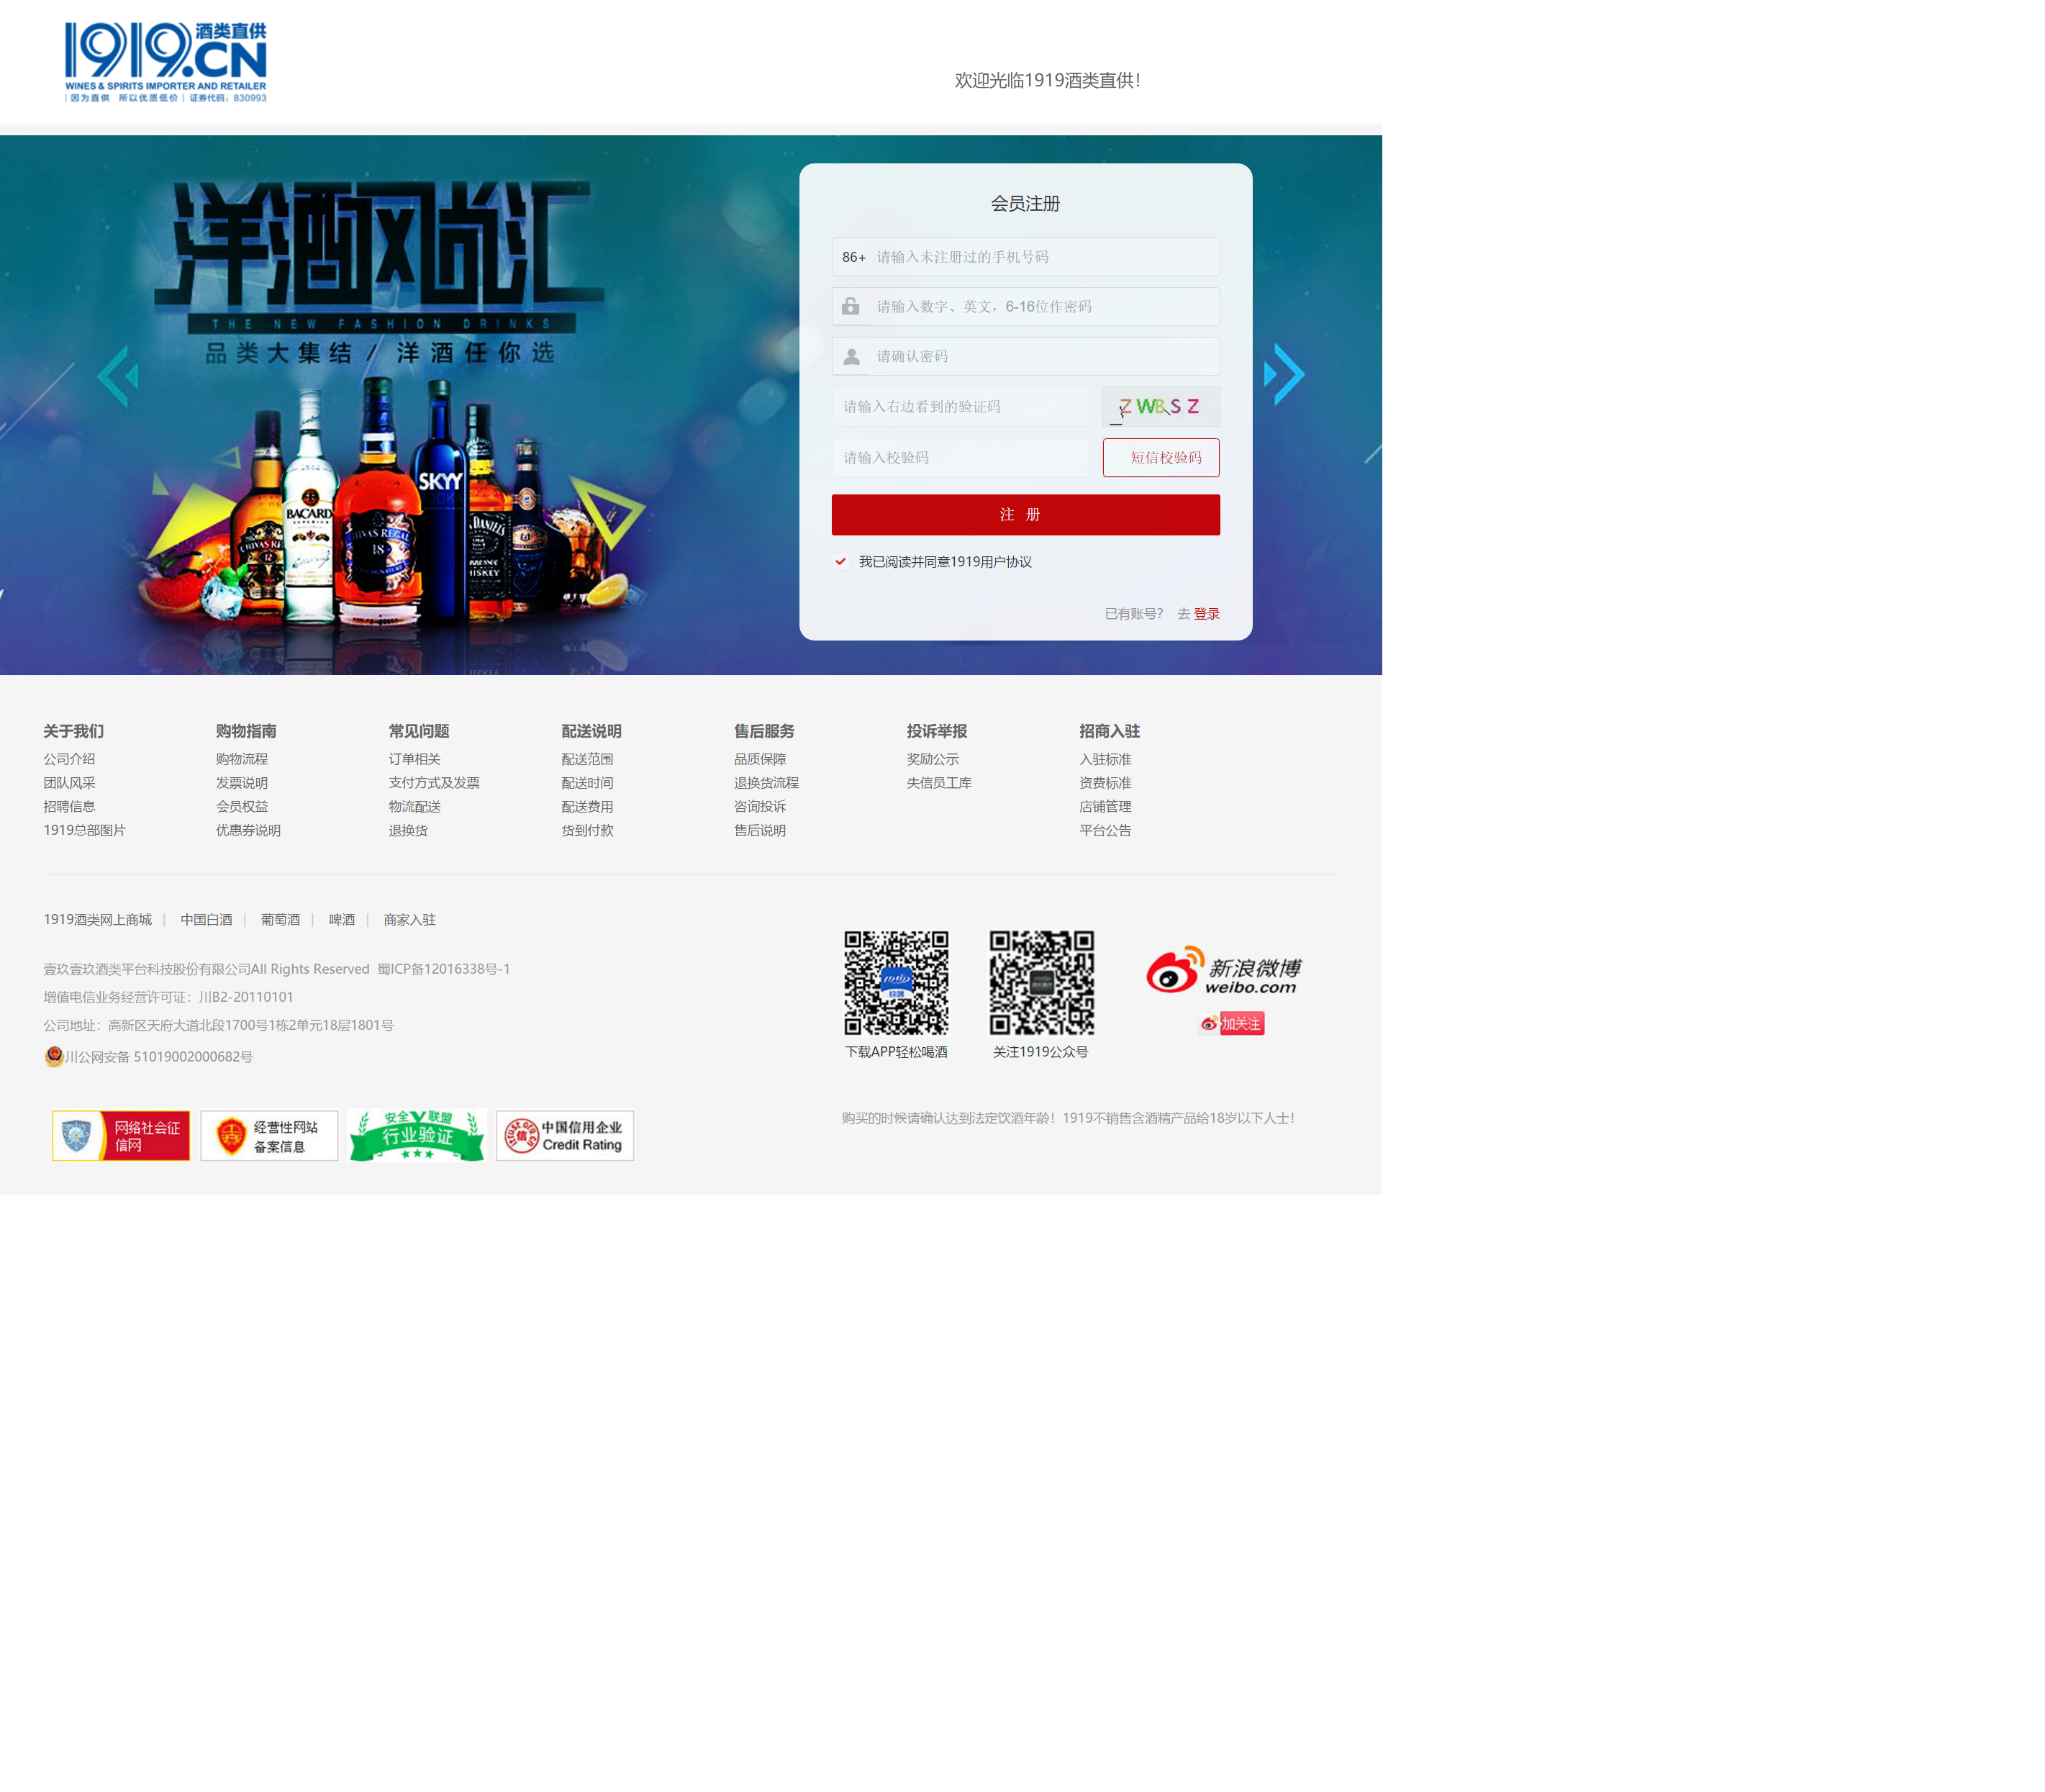 1919.CN 酒类直供
WINES & SPIRITS IMPORTER AND RETAILER
因为直供 所以优质低价 | 证券代码：830993
欢迎光临1919酒类直供！
洋酒风尚汇
THE NEW FASHION DRINKS
品类大集结 / 洋酒任你选
SKYY
BACARDI
CHIVAS REGAL
18
12
DANIEL'S
WHISKEY
会员注册
86+ 请输入未注册过的手机号码
请输入数字、英文，6-16位作密码
请确认密码
请输入右边看到的验证码
ZWBSZ
请输入校验码
短信校验码
注 册
我已阅读并同意1919用户协议
已有账号？ 去 登录
关于我们 购物指南 常见问题 配送说明 售后服务 投诉举报 招商入驻
公司介绍 购物流程 订单相关 配送范围 品质保障 奖励公示 入驻标准
团队风采 发票说明 支付方式及发票 配送时间 退换货流程 失信员工库 资费标准
招聘信息 会员权益 物流配送 配送费用 咨询投诉 店铺管理
1919总部图片 优惠券说明 退换货 货到付款 售后说明 平台公告
1919酒类网上商城 | 中国白酒 | 葡萄酒 | 啤酒 | 商家入驻
壹玖壹玖酒类平台科技股份有限公司All Rights Reserved 蜀ICP备12016338号-1
增值电信业务经营许可证：川B2-20110101
公司地址：高新区天府大道北段1700号1栋2单元18层1801号
川公网安备 51019002000682号
下载APP轻松喝酒
关注1919公众号
新浪微博
weibo.com
加关注
网络社会征信网
经营性网站
备案信息
安全联盟
行业验证
中国信用企业
Credit Rating
购买的时候请确认达到法定饮酒年龄！1919不销售含酒精产品给18岁以下人士！